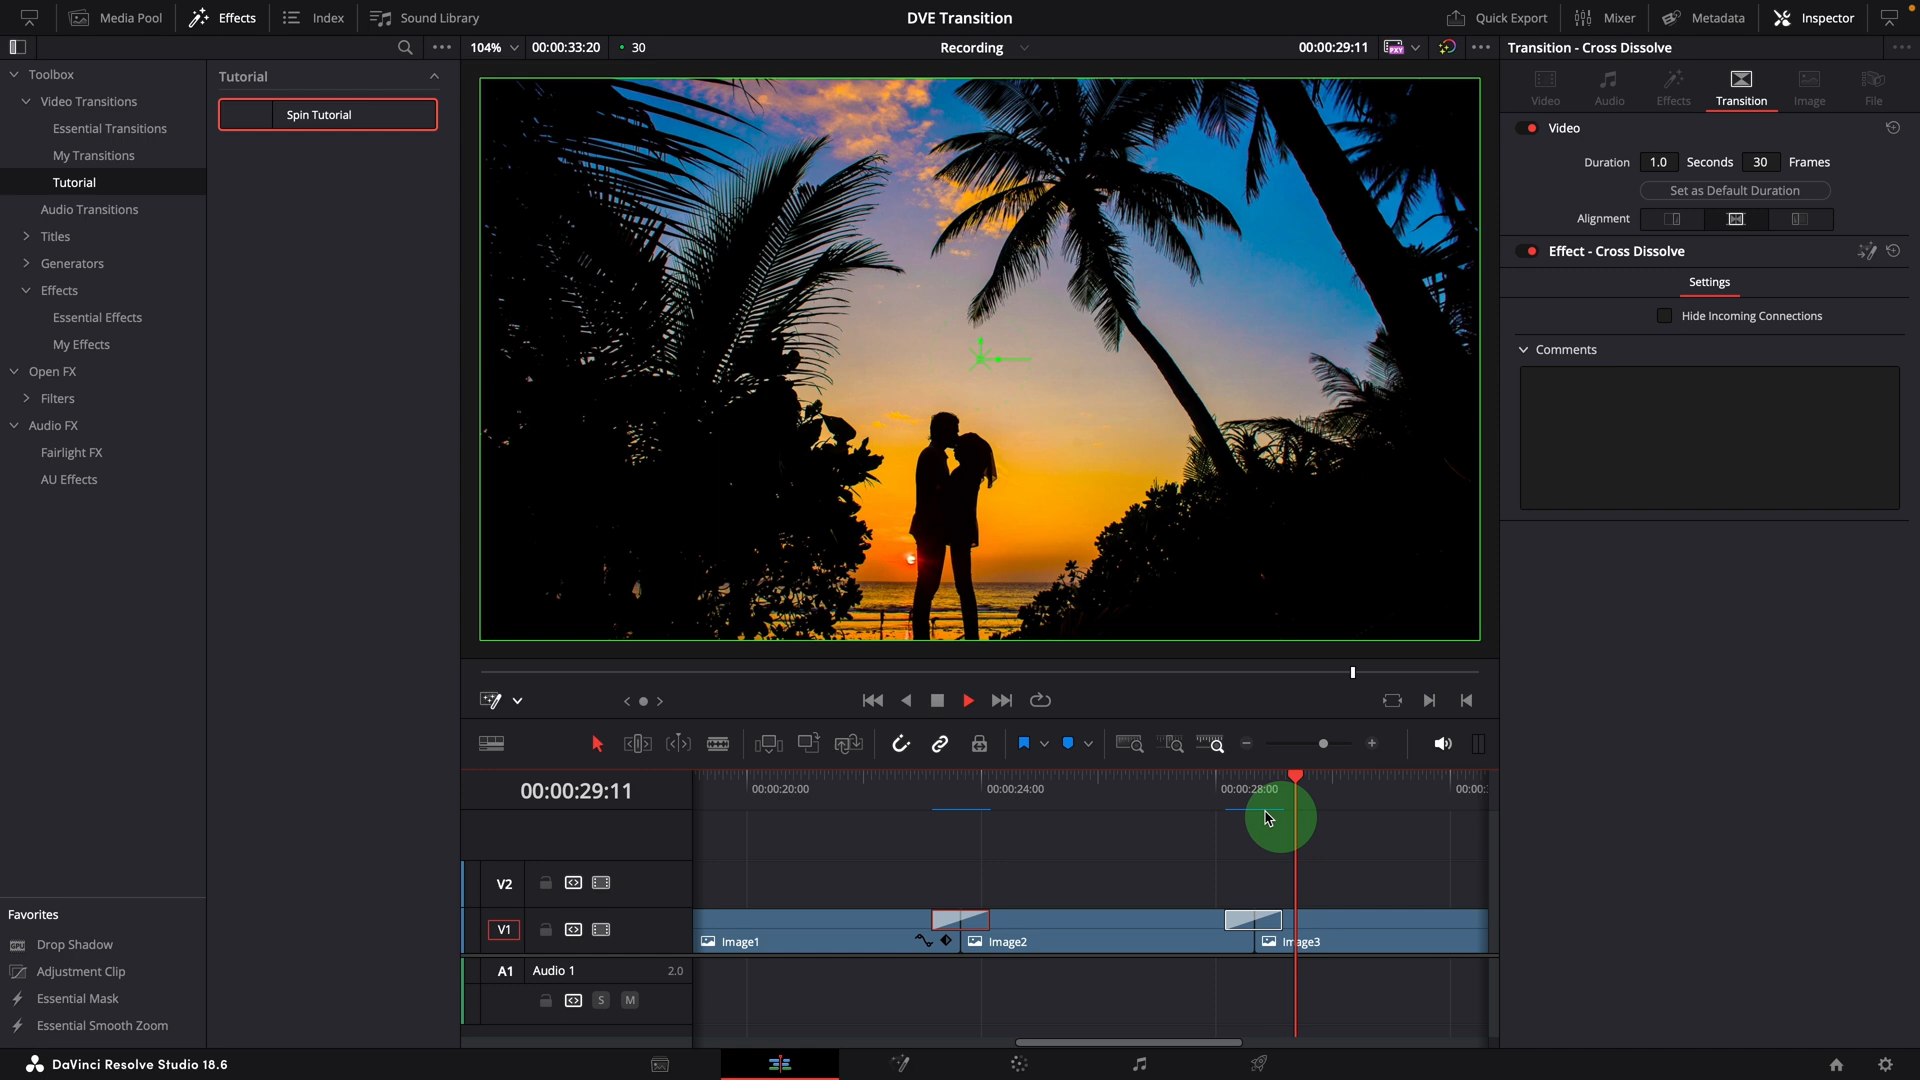 Media Pool
Effects
Index
Sound Library
DVE Transition
Quick Export
Mixer
Metadata
Inspector
104%
00:00:33:20
30
Recording
00:00:29:11
PXY
Transition - Cross Dissolve
Toolbox
Video Transitions
Essential Transitions
My Transitions
Tutorial
Audio Transitions
Titles
Generators
Effects
Essential Effects
My Effects
Open FX
Filters
Audio FX
Fairlight FX
AU Effects
Favorites
Drop Shadow
Adjustment Clip
Essential Mask
Essential Smooth Zoom
Tutorial
Spin Tutorial
Video
Audio
Effects
Transition
Image
File
Video
Duration 1.0 Seconds 30 Frames
Set as Default Duration
Alignment
Effect - Cross Dissolve
Settings
Hide Incoming Connections
Comments
00:00:29:11
00:00:20:00
00:00:24:00
00:00:28:00
00:00:
V2
V1
Image1
Image2
Image3
A1 Audio 1 2.0
S M
DaVinci Resolve Studio 18.6